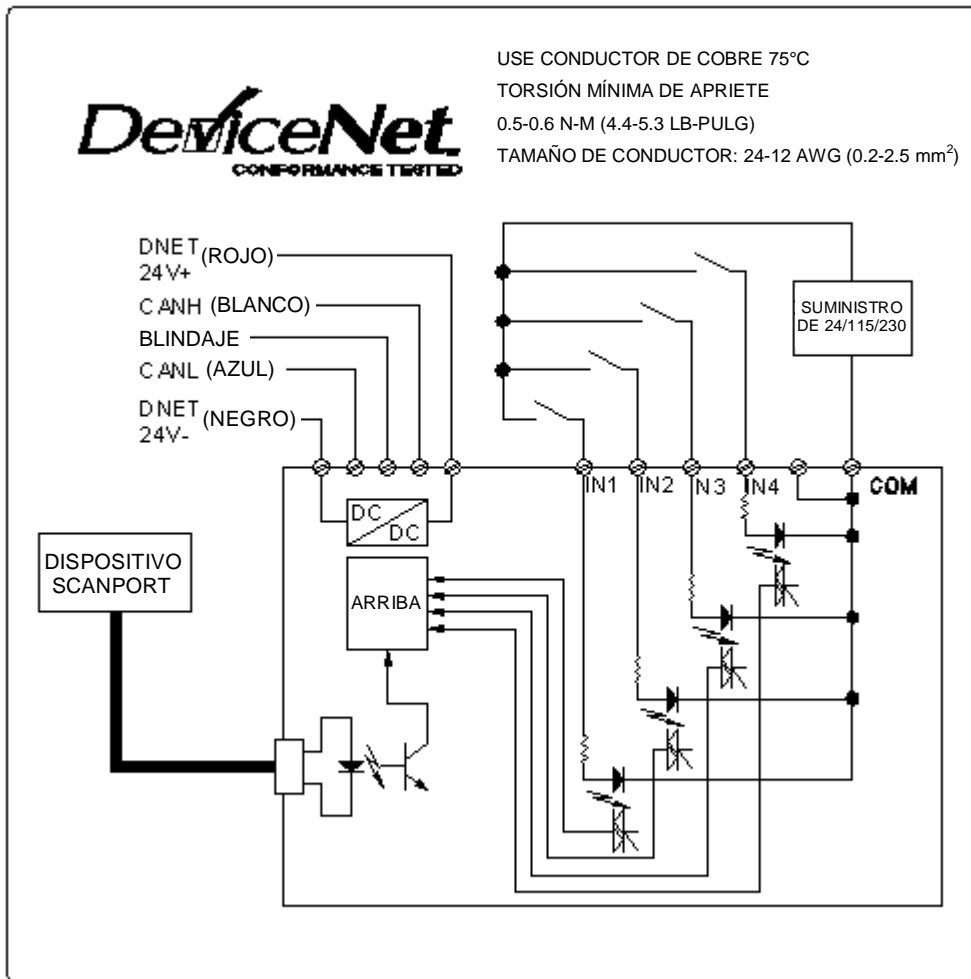 USE CONDUCTOR DE COBRE 75°C
TORSIÓN MÍNIMA DE APRIETE
0.5-0.6 N-M (4.4-5.3 LB-PULG)
TAMAÑO DE CONDUCTOR: 24-12 AWG (0.2-2.5 mm²)
DeviceNet
CONFORMANCE TESTED
DNET (ROJO)
24V+
CANH (BLANCO)
BLINDAJE
CANL (AZUL)
DNET (NEGRO)
24V-
SUMINISTRO
DE 24/115/230
IN1 IN2 N3 IN4 COM
DC
DC
DISPOSITIVO
SCANPORT
ARRIBA